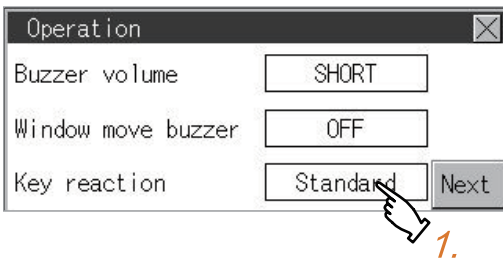 Operation
Buzzer volume SHORT
Window move buzzer OFF
Key reaction Standard Next
1.